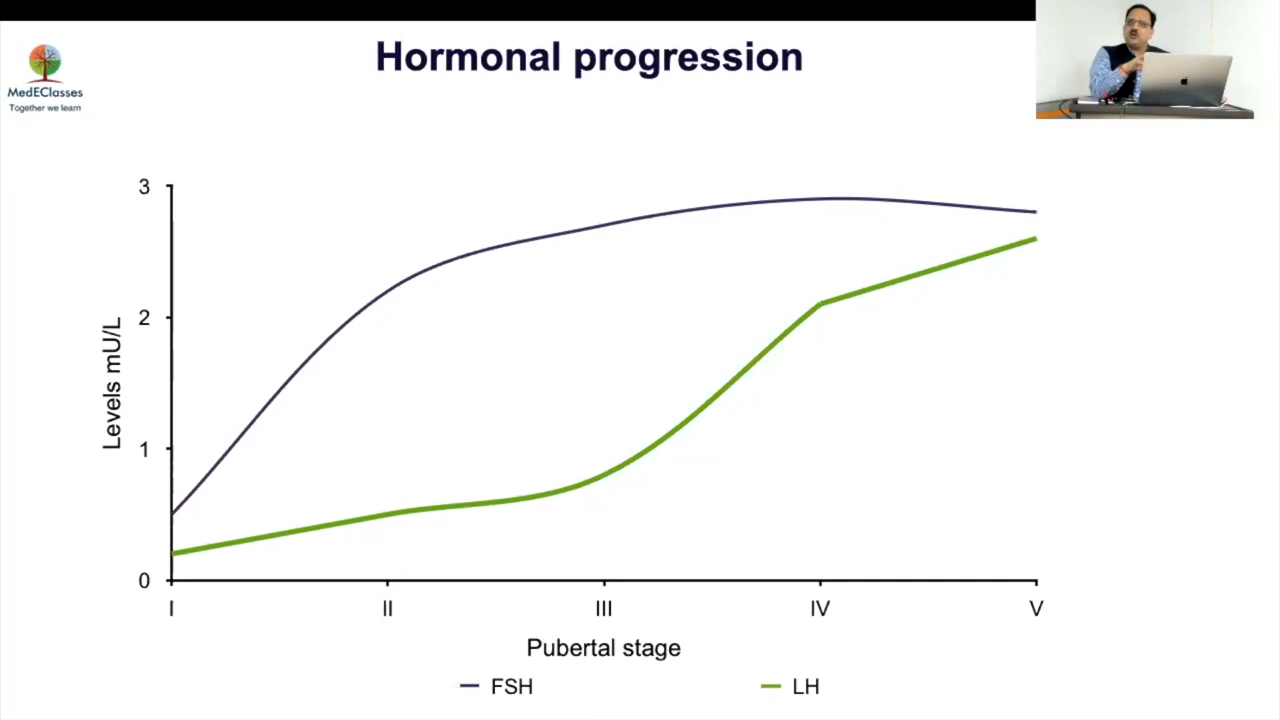 Hormonal progression
MedEClasses
Together we learn
3
2
1
0
Levels mU/L
I
II
III
IV
V
Pubertal stage
FSH
LH